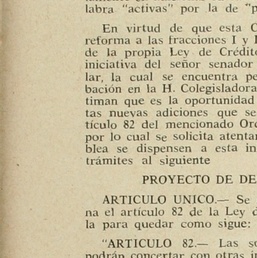 labra "activas" por la de "p
En virtud de que esta C
reforma a las fracciones I y I
de la propia Ley de Crédit
iniciativa del señor senador
lar, la cual se encuentra pe
bación en la H. Colegisladora
timan que es la oportunidad
tas nuevas adiciones que se
tículo 82 del mencionado Or
por lo cual se solicita atenta
blea se dispensen a esta in
trámites al siguiente
PROYECTO DE DE
ARTICULO UNICO.— Se
na el artículo 82 de la Ley d
la para quedar como sigue:
"ARTICULO 82.— Las so
podrán concertar con otras i